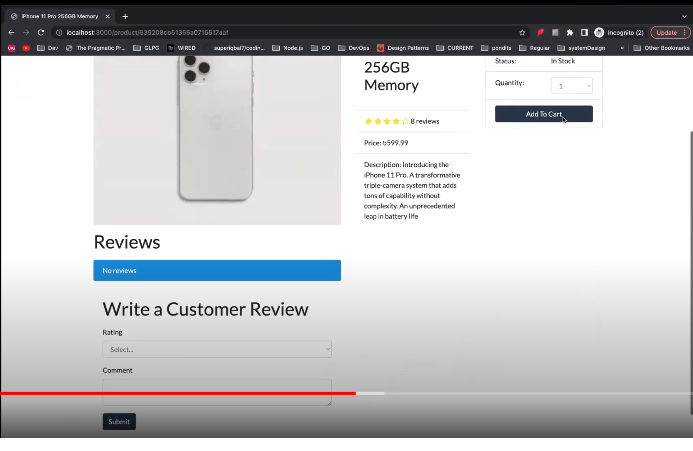 iPhone 11 Pro 256GB Memory
localhost:3000/product/639208cb61356a0716517aaf
Incognito (2)
Update
Dev
The Pragmatic Pr...
GLPG
WIRED
superiqbal7/codin...
Node.js
GO
DevOps
Design Patterns
CURRENT
pondits
Regular
systemDesign
»
Other Bookmarks
256GB
Memory
Status: In Stock
Quantity: 1
Add To Cart
8 reviews
Price: ৳599.99
Description: Introducing the
iPhone 11 Pro. A transformative
triple-camera system that adds
tons of capability without
complexity. An unprecedented
leap in battery life
Reviews
No reviews
Write a Customer Review
Rating
Select...
Comment
Submit